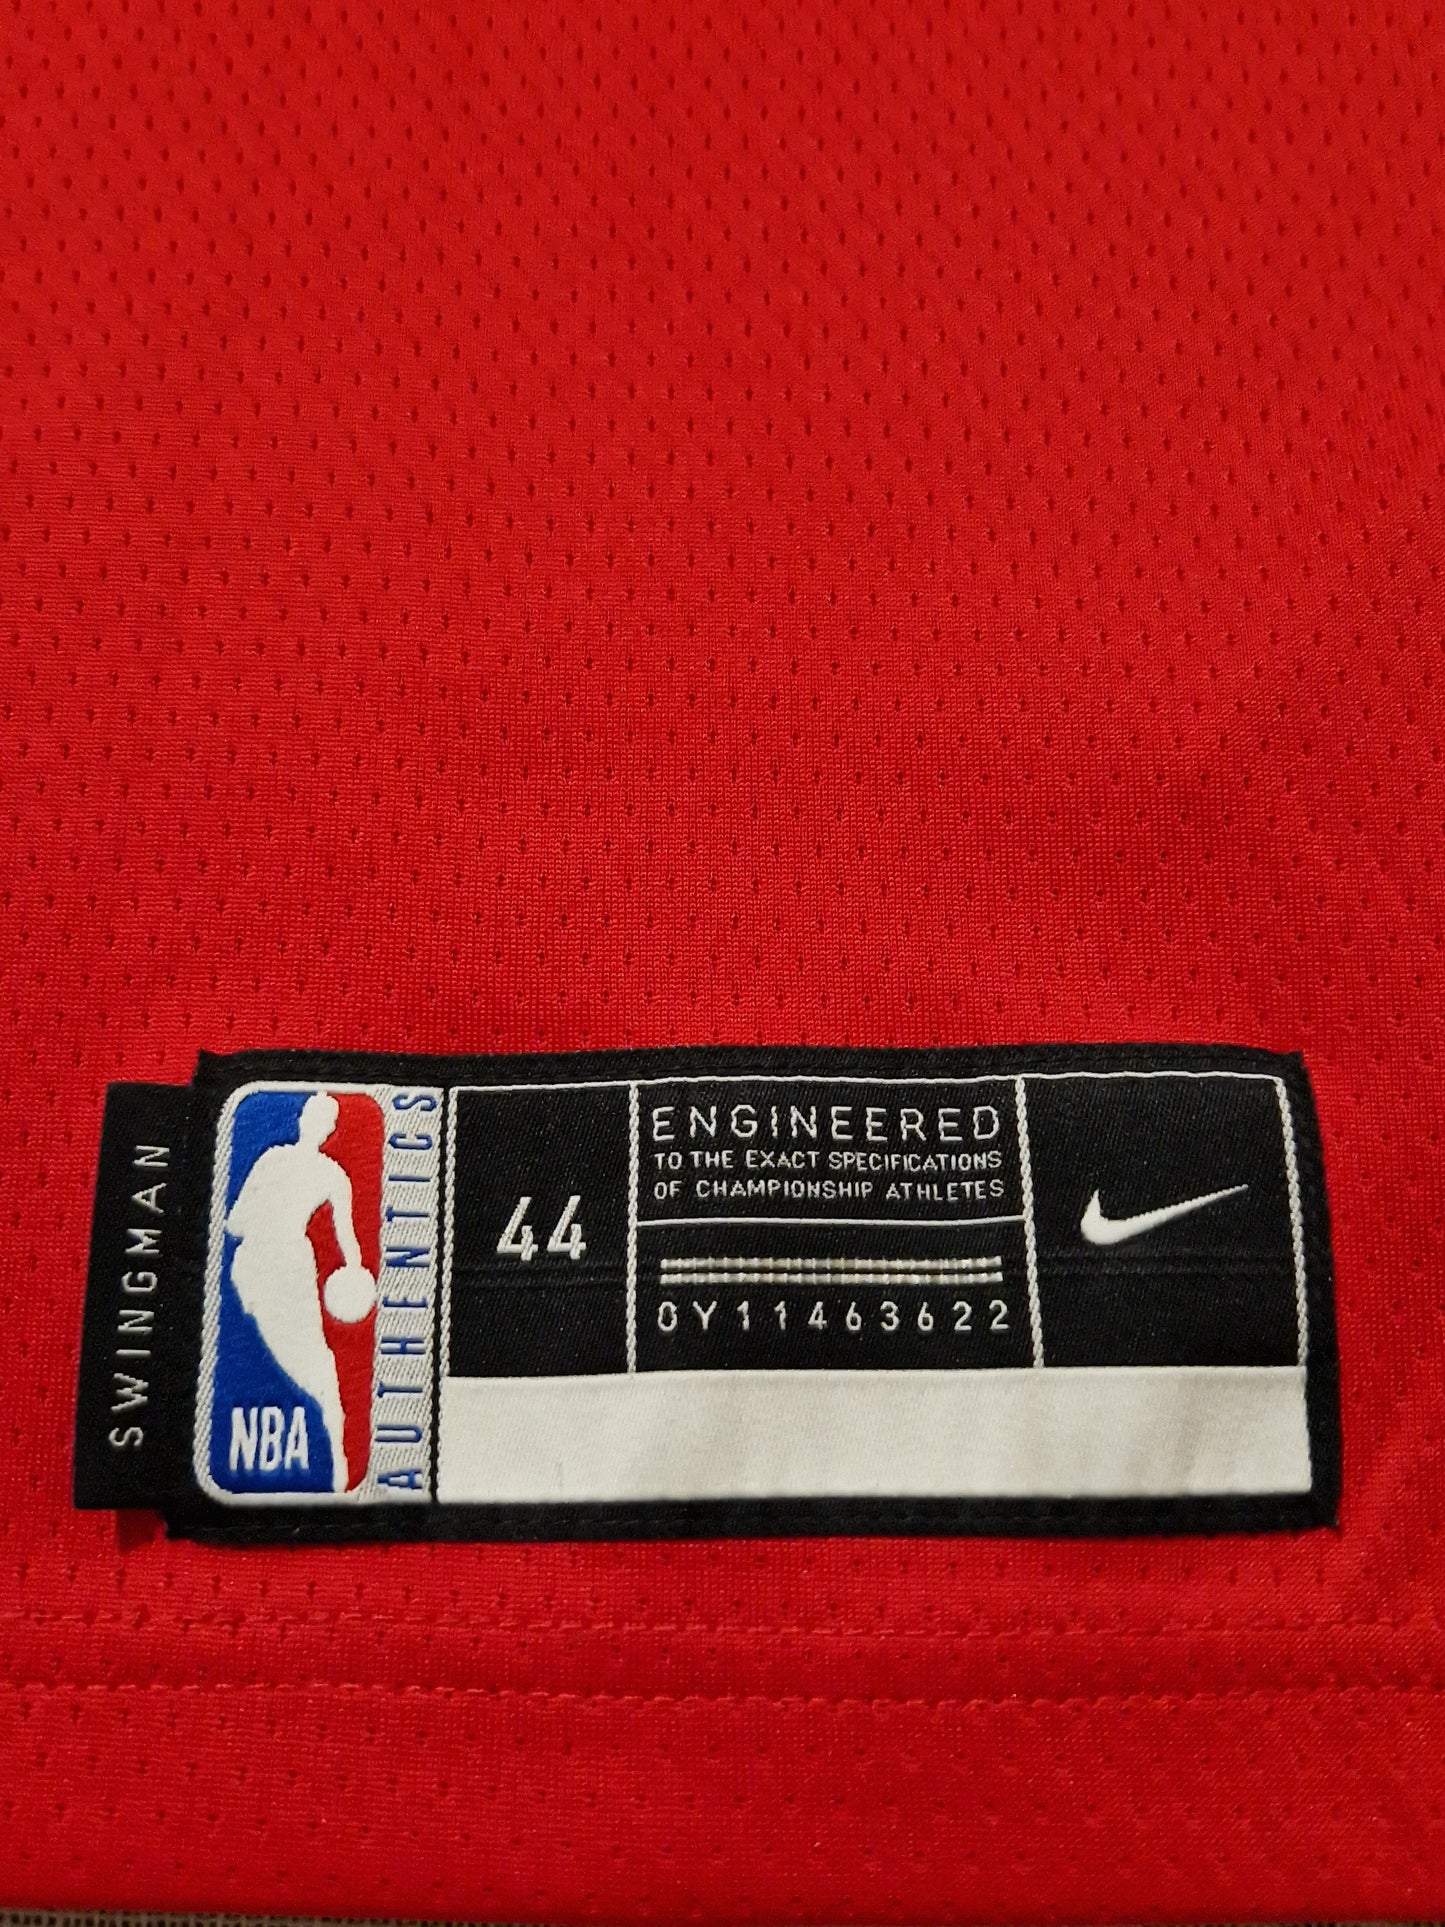 SWINGMAN
NBA
AUTHENTICS
44
ENGINEERED
TO THE EXACT SPECIFICATIONS
OF CHAMPIONSHIP ATHLETES
0Y11463622